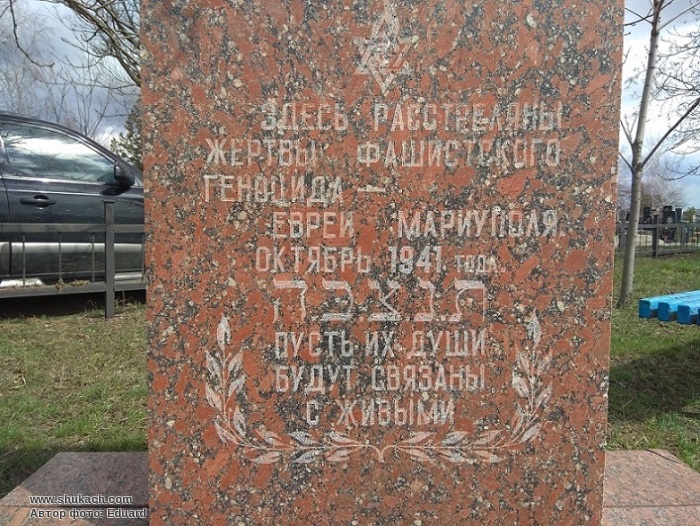 ЗДЕСЬ РАССТРЕЛЯНЫ
ЖЕРТВЫ ФАШИСТСКОГО
ГЕНОЦИДА —
ЕВРЕИ МАРИУПОЛЯ.
ОКТЯБРЬ 1941 ГОДА.
תנצבה
ПУСТЬ ИХ ДУШИ
БУДУТ СВЯЗАНЫ
С ЖИВЫМИ
www.shukach.com
Автор фото: Eduard